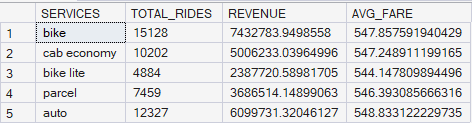 SERVICES TOTAL_RIDES REVENUE AVG_FARE
1 bike 15128 7432783.9498558 547.857591940429
2 cab economy 10202 5006233.03964996 547.248911199165
3 bike lite 4884 2387720.58981705 544.147809894496
4 parcel 7459 3686514.14899063 546.393085666316
5 auto 12327 6099731.32046127 548.833122229735